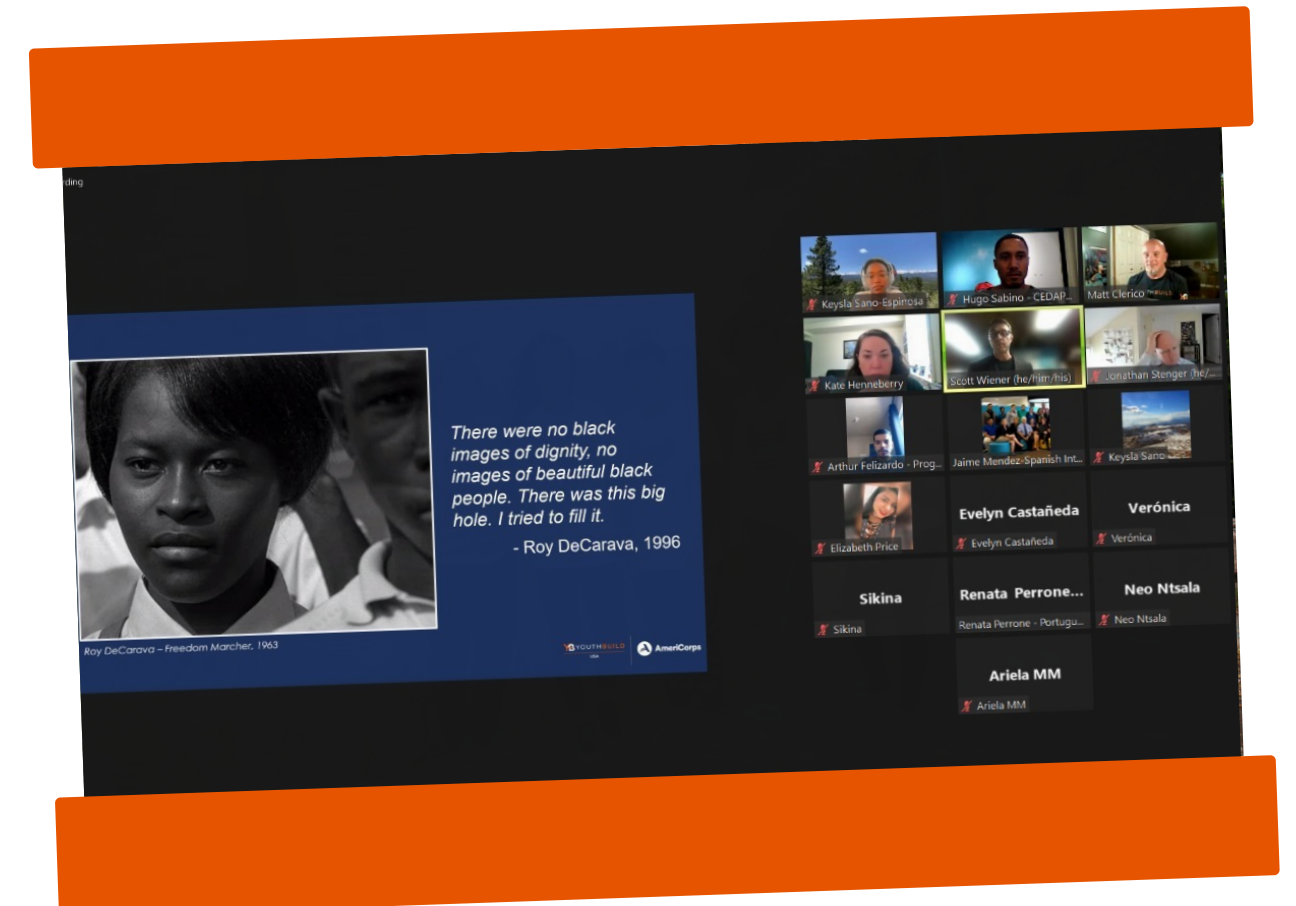 rding
There were no black
images of dignity, no
images of beautiful black
people. There was this big
hole. I tried to fill it.
- Roy DeCarava, 1996
Roy DeCarava – Freedom Marcher, 1963
YB YOUTHBUILD
USA
AmeriCorps
Keysla Sano-Espinosa
Hugo Sabino - CEDAP...
Matt Clerico
Kate Henneberry
Scott Wiener (he/him/his)
Jonathan Stenger (he/...
Arthur Felizardo - Prog...
Jaime Mendez-Spanish Int...
Keysla Sano
Elizabeth Price
Evelyn Castañeda
Evelyn Castañeda
Verónica
Verónica
Sikina
Sikina
Renata Perrone...
Renata Perrone - Portugu...
Neo Ntsala
Neo Ntsala
Ariela MM
Ariela MM